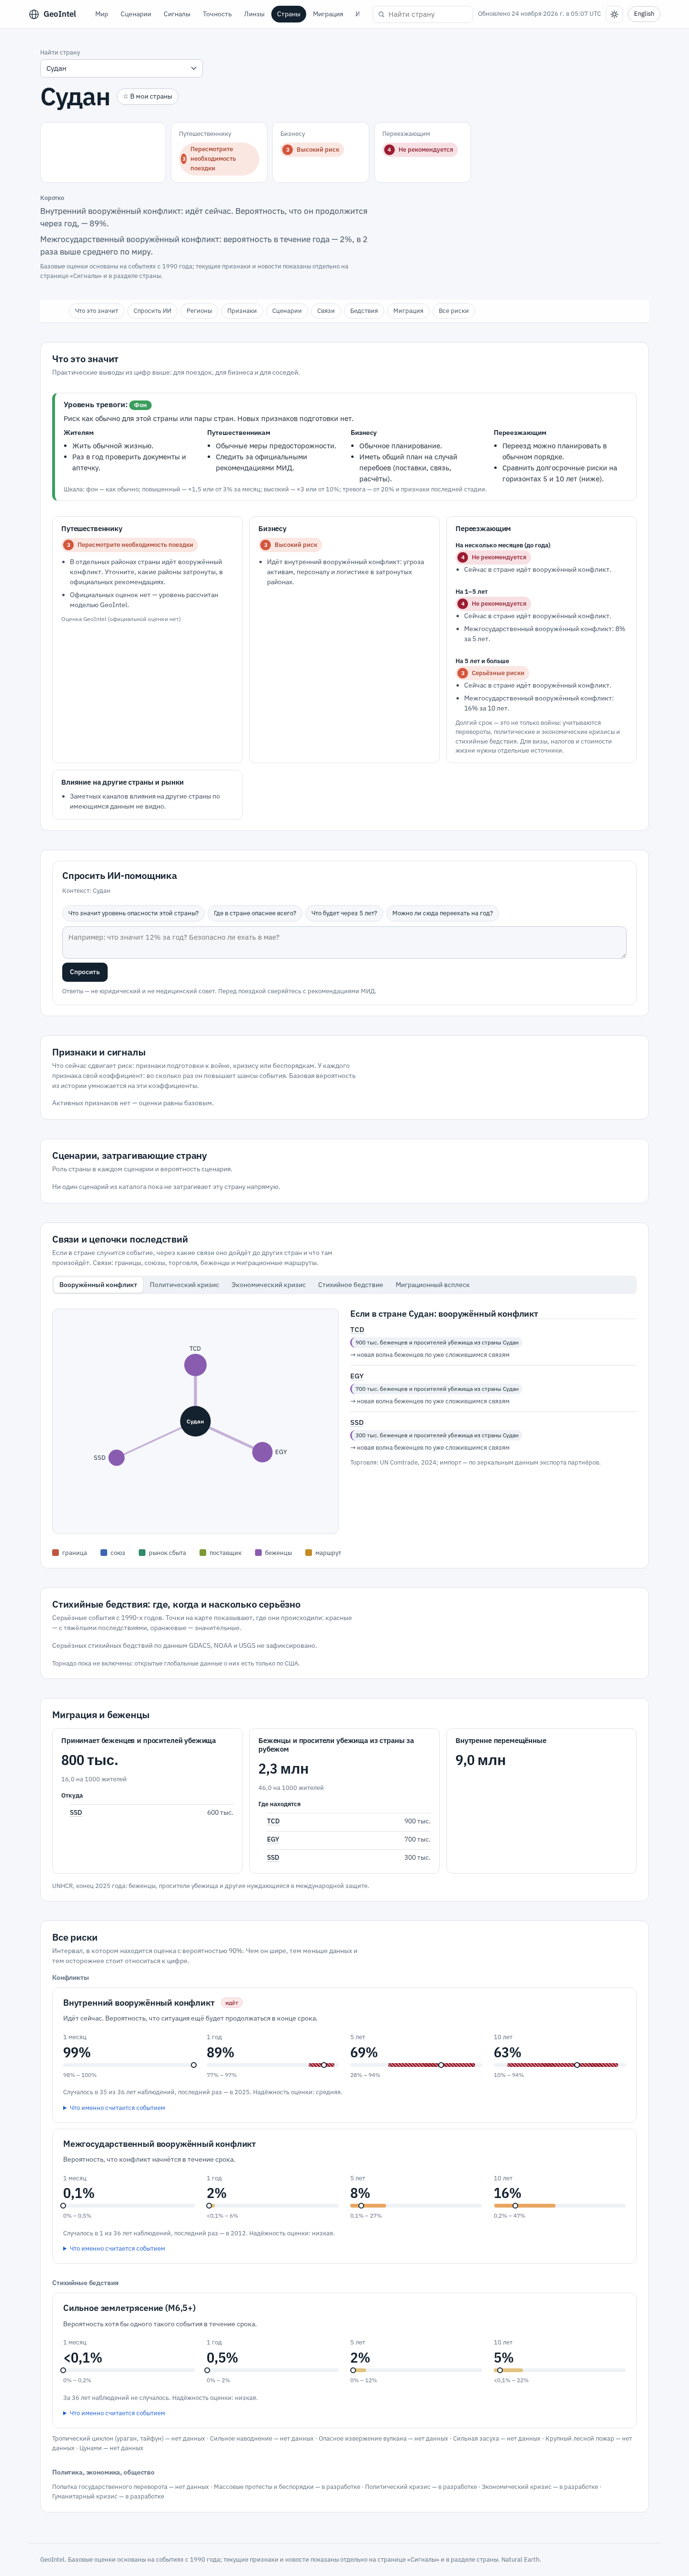 GeoIntel
Мир
Сценарии
Сигналы
Точность
Линзы
Страны
Миграция
И
Найти страну
Обновлено 24 ноября 2026 г. в 05:07 UTC
English
Найти страну
Судан
Судан
☆ В мои страны
Путешественнику
3 Пересмотрите
необходимость
поездки
Бизнесу
3 Высокий риск
Переезжающим
4 Не рекомендуется
Коротко
Внутренний вооружённый конфликт: идёт сейчас. Вероятность, что он продолжится
через год, — 89%.
Межгосударственный вооружённый конфликт: вероятность в течение года — 2%, в 2
раза выше среднего по миру.
Базовые оценки основаны на событиях с 1990 года; текущие признаки и новости показаны отдельно на
странице «Сигналы» и в разделе страны.
Что это значит
Спросить ИИ
Регионы
Признаки
Сценарии
Связи
Бедствия
Миграция
Все риски
Что это значит
Практические выводы из цифр выше: для поездок, для бизнеса и для соседей.
Уровень тревоги: Фон
Риск как обычно для этой страны или пары стран. Новых признаков подготовки нет.
Жителям
Жить обычной жизнью.
Раз в год проверить документы и
аптечку.
Путешественникам
Обычные меры предосторожности.
Следить за официальными
рекомендациями МИД.
Бизнесу
Обычное планирование.
Иметь общий план на случай
перебоев (поставки, связь,
расчёты).
Переезжающим
Переезд можно планировать в
обычном порядке.
Сравнить долгосрочные риски на
горизонтах 5 и 10 лет (ниже).
Шкала: фон — как обычно; повышенный — ×1,5 или от 3% за месяц; высокий — ×3 или от 10%; тревога — от 20% и признаки последней стадии.
Путешественнику
3 Пересмотрите необходимость поездки
В отдельных районах страны идёт вооружённый
конфликт. Уточните, какие районы затронуты, в
официальных рекомендациях.
Официальных оценок нет — уровень рассчитан
моделью GeoIntel.
Оценка GeoIntel (официальной оценки нет)
Бизнесу
3 Высокий риск
Идёт внутренний вооружённый конфликт: угроза
активам, персоналу и логистике в затронутых
районах.
Переезжающим
На несколько месяцев (до года)
4 Не рекомендуется
Сейчас в стране идёт вооружённый конфликт.
На 1–5 лет
4 Не рекомендуется
Сейчас в стране идёт вооружённый конфликт.
Межгосударственный вооружённый конфликт: 8%
за 5 лет.
На 5 лет и больше
3 Серьёзные риски
Сейчас в стране идёт вооружённый конфликт.
Межгосударственный вооружённый конфликт:
16% за 10 лет.
Долгий срок — это не только войны: учитываются
перевороты, политические и экономические кризисы и
стихийные бедствия. Для визы, налогов и стоимости
жизни нужны отдельные источники.
Влияние на другие страны и рынки
Заметных каналов влияния на другие страны по
имеющимся данным не видно.
Спросить ИИ-помощника
Контекст: Судан
Что значит уровень опасности этой страны?
Где в стране опаснее всего?
Что будет через 5 лет?
Можно ли сюда переехать на год?
Например: что значит 12% за год? Безопасно ли ехать в мае?
Спросить
Ответы — не юридический и не медицинский совет. Перед поездкой сверяйтесь с рекомендациями МИД.
Признаки и сигналы
Что сейчас сдвигает риск: признаки подготовки к войне, кризису или беспорядкам. У каждого
признака свой коэффициент: во сколько раз он повышает шансы события. Базовая вероятность
из истории умножается на эти коэффициенты.
Активных признаков нет — оценки равны базовым.
Сценарии, затрагивающие страну
Роль страны в каждом сценарии и вероятность сценария.
Ни один сценарий из каталога пока не затрагивает эту страну напрямую.
Связи и цепочки последствий
Если в стране случится событие, через какие связи оно дойдёт до других стран и что там
произойдёт. Связи: границы, союзы, торговля, беженцы и миграционные маршруты.
Вооружённый конфликт
Политический кризис
Экономический кризис
Стихийное бедствие
Миграционный всплеск
TCD
Судан
SSD
EGY
Если в стране Судан: вооружённый конфликт
TCD
900 тыс. беженцев и просителей убежища из страны Судан
→ новая волна беженцев по уже сложившимся связям
EGY
700 тыс. беженцев и просителей убежища из страны Судан
→ новая волна беженцев по уже сложившимся связям
SSD
300 тыс. беженцев и просителей убежища из страны Судан
→ новая волна беженцев по уже сложившимся связям
Торговля: UN Comtrade, 2024; импорт — по зеркальным данным экспорта партнёров.
граница
союз
рынок сбыта
поставщик
беженцы
маршрут
Стихийные бедствия: где, когда и насколько серьёзно
Серьёзные события с 1990-х годов. Точки на карте показывают, где они происходили: красные
— с тяжёлыми последствиями, оранжевые — значительные.
Серьёзных стихийных бедствий по данным GDACS, NOAA и USGS не зафиксировано.
Торнадо пока не включены: открытые глобальные данные о них есть только по США.
Миграция и беженцы
Принимает беженцев и просителей убежища
800 тыс.
16,0 на 1000 жителей
Откуда
SSD 600 тыс.
Беженцы и просители убежища из страны за
рубежом
2,3 млн
46,0 на 1000 жителей
Где находятся
TCD 900 тыс.
EGY 700 тыс.
SSD 300 тыс.
Внутренне перемещённые
9,0 млн
UNHCR, конец 2025 года: беженцы, просители убежища и другие нуждающиеся в международной защите.
Все риски
Интервал, в котором находится оценка с вероятностью 90%. Чем он шире, тем меньше данных и
тем осторожнее стоит относиться к цифре.
Конфликты
Внутренний вооружённый конфликт идёт
Идёт сейчас. Вероятность, что ситуация ещё будет продолжаться в конце срока.
1 месяц
99%
98% – 100%
1 год
89%
77% – 97%
5 лет
69%
28% – 94%
10 лет
63%
10% – 94%
Случалось в 35 из 36 лет наблюдений, последний раз — в 2025. Надёжность оценки: средняя.
Что именно считается событием
Межгосударственный вооружённый конфликт
Вероятность, что конфликт начнётся в течение срока.
1 месяц
0,1%
0% – 0,5%
1 год
2%
<0,1% – 6%
5 лет
8%
0,1% – 27%
10 лет
16%
0,2% – 47%
Случалось в 1 из 36 лет наблюдений, последний раз — в 2012. Надёжность оценки: низкая.
Что именно считается событием
Стихийные бедствия
Сильное землетрясение (M6,5+)
Вероятность хотя бы одного такого события в течение срока.
1 месяц
<0,1%
0% – 0,2%
1 год
0,5%
0% – 2%
5 лет
2%
0% – 12%
10 лет
5%
<0,1% – 22%
За 36 лет наблюдений не случалось. Надёжность оценки: низкая.
Что именно считается событием
Тропический циклон (ураган, тайфун) — нет данных · Сильное наводнение — нет данных · Опасное извержение вулкана — нет данных · Сильная засуха — нет данных · Крупный лесной пожар — нет
данных · Цунами — нет данных
Политика, экономика, общество
Попытка государственного переворота — нет данных · Массовые протесты и беспорядки — в разработке · Политический кризис — в разработке · Экономический кризис — в разработке ·
Гуманитарный кризис — в разработке
GeoIntel. Базовые оценки основаны на событиях с 1990 года; текущие признаки и новости показаны отдельно на странице «Сигналы» и в разделе страны. Natural Earth.